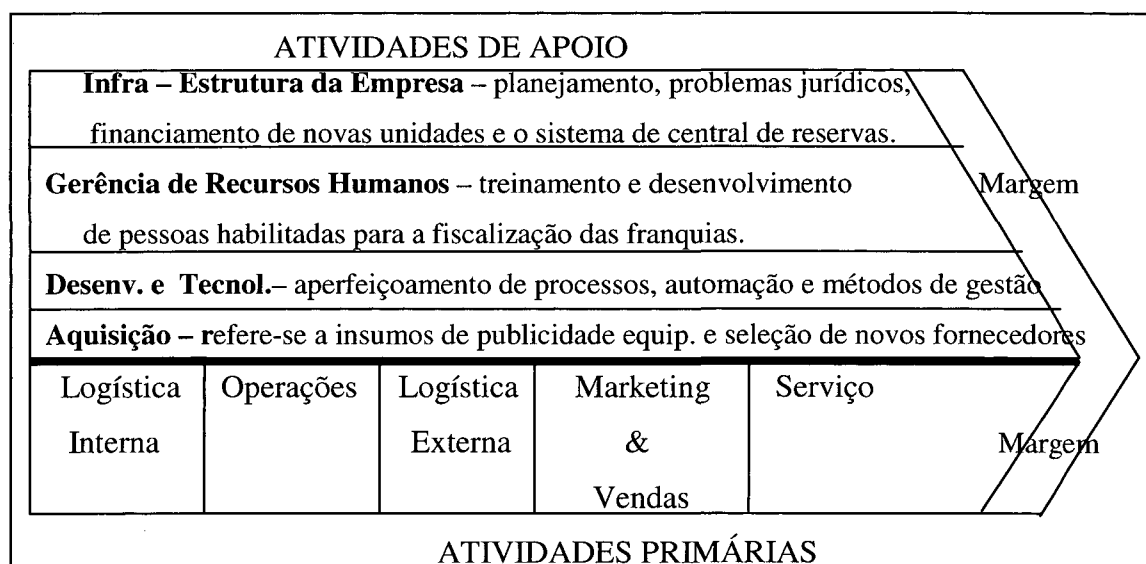 ATIVIDADES DE APOIO
Infra – Estrutura da Empresa – planejamento, problemas jurídicos,
financiamento de novas unidades e o sistema de central de reservas.
Gerência de Recursos Humanos – treinamento e desenvolvimento
de pessoas habilitadas para a fiscalização das franquias.
Margem
Desenv. e Tecnol.– aperfeiçoamento de processos, automação e métodos de gestão
Aquisição – refere-se a insumos de publicidade equip. e seleção de novos fornecedores
Logística
Interna
Operações
Logística
Externa
Marketing
&
Vendas
Serviço
Margem
ATIVIDADES PRIMÁRIAS